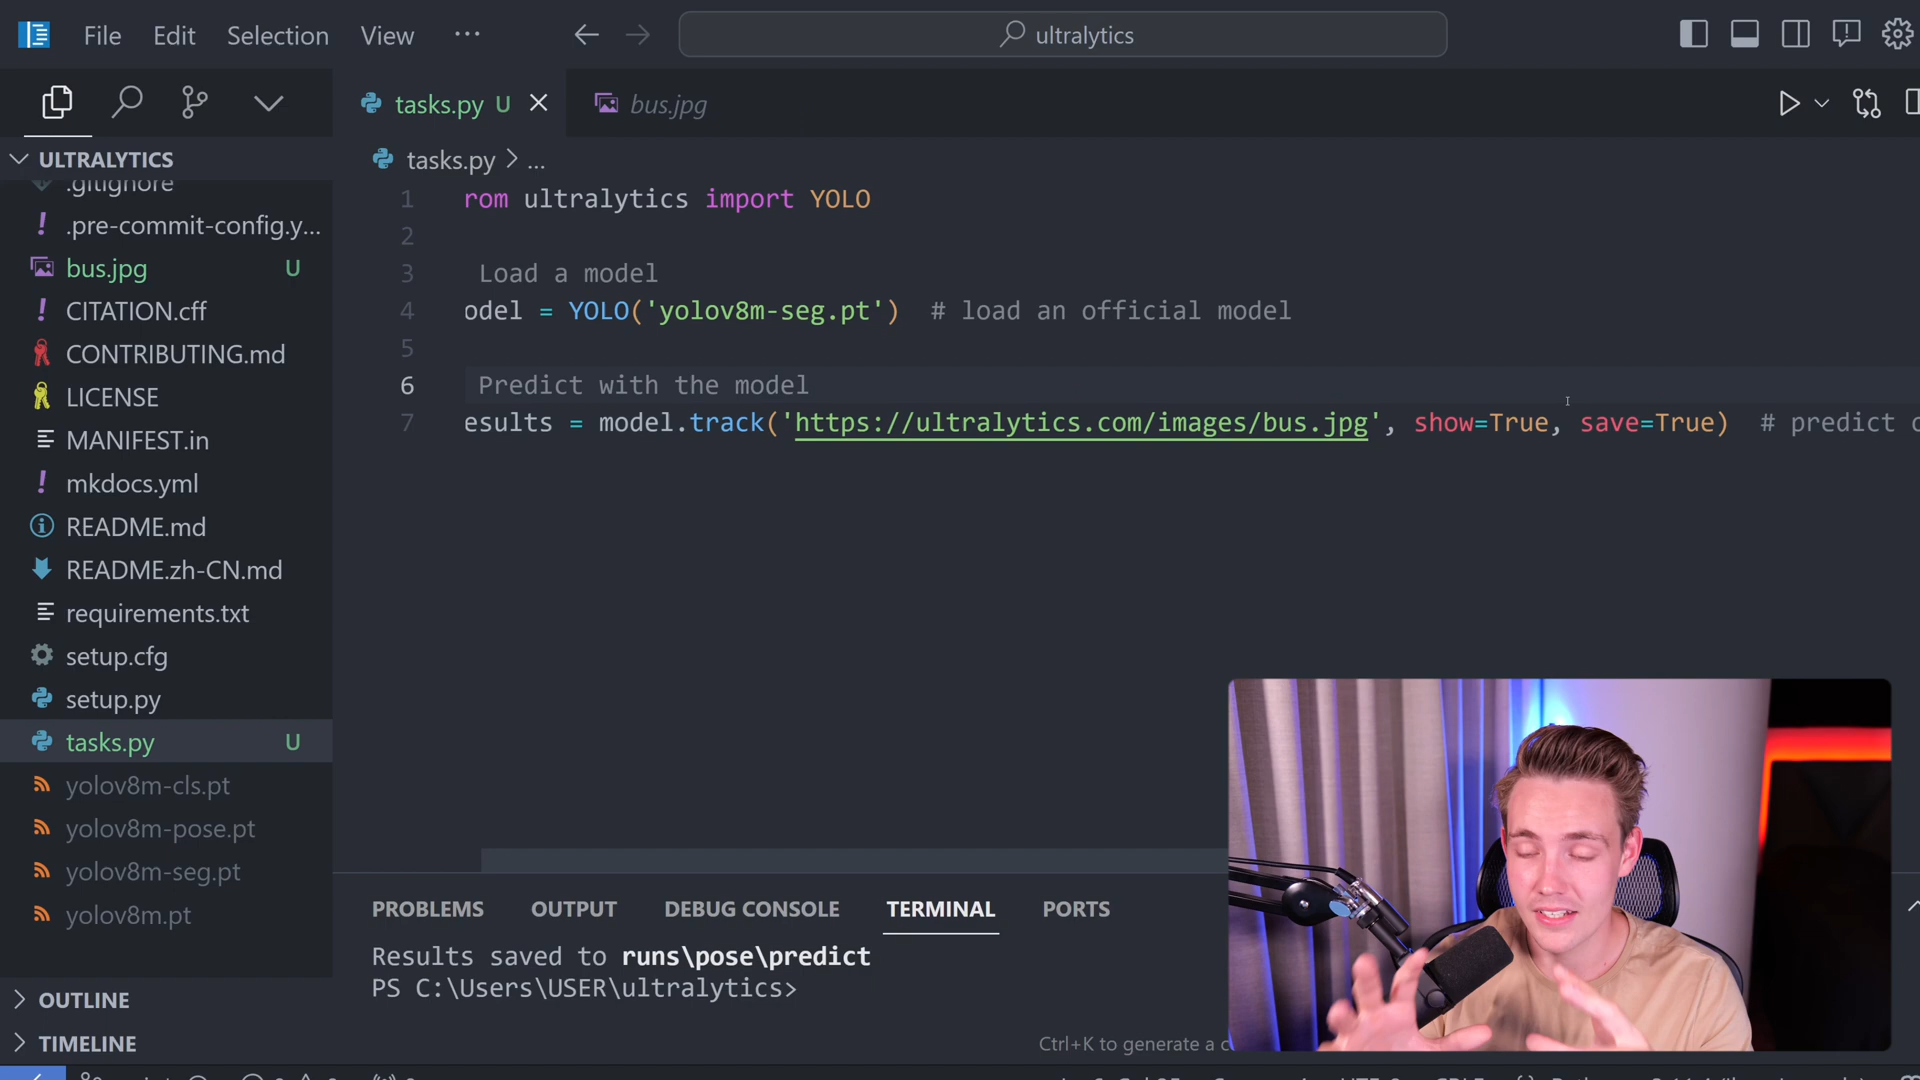 File Edit Selection View ··· ultralytics
tasks.py U bus.jpg
ULTRALYTICS
tasks.py > ...
.gitignore
.pre-commit-config.y...
bus.jpg U
CITATION.cff
CONTRIBUTING.md
LICENSE
MANIFEST.in
mkdocs.yml
README.md
README.zh-CN.md
requirements.txt
setup.cfg
setup.py
tasks.py U
yolov8m-cls.pt
yolov8m-pose.pt
yolov8m-seg.pt
yolov8m.pt
OUTLINE
TIMELINE
1 rom ultralytics import YOLO
2
3 Load a model
4 odel = YOLO('yolov8m-seg.pt') # load an official model
5
6 Predict with the model
7 esults = model.track('https://ultralytics.com/images/bus.jpg', show=True, save=True) # predict
PROBLEMS OUTPUT DEBUG CONSOLE TERMINAL PORTS
Results saved to runs\pose\predict
PS C:\Users\USER\ultralytics>
Ctrl+K to generate a